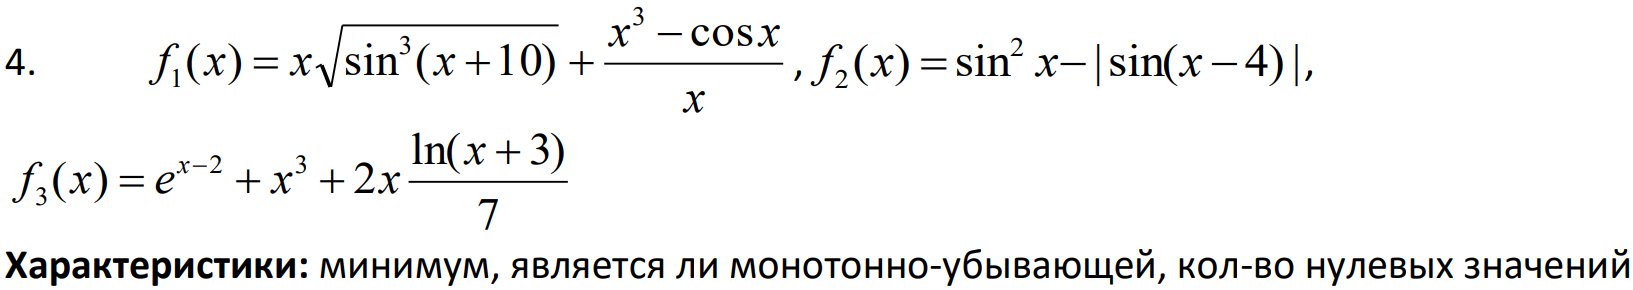 4. f₁(x) = x√(sin³(x+10)) + (x³ − cos x)/x, f₂(x) = sin² x − |sin(x − 4)|,
f₃(x) = eˣ⁻² + x³ + 2x ln(x + 3)/7
Характеристики: минимум, является ли монотонно-убывающей, кол-во нулевых значений